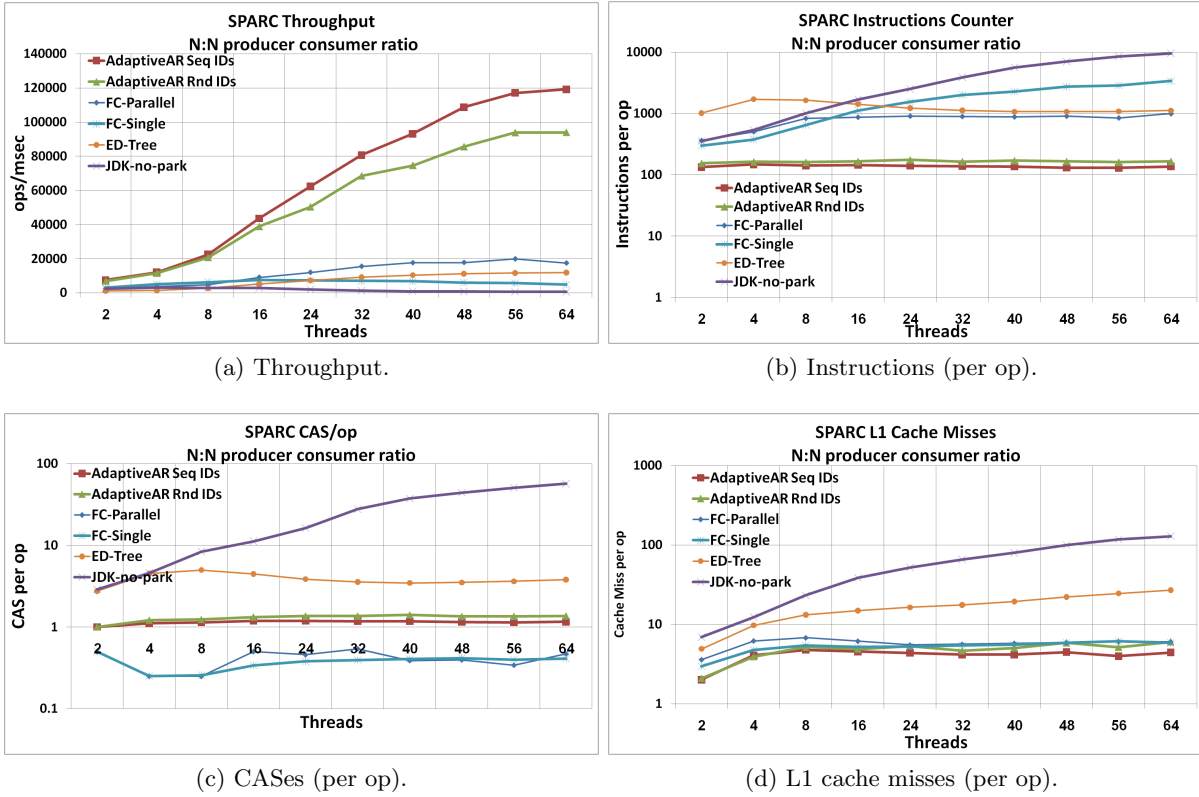 SPARC Throughput
N:N producer consumer ratio
140000
120000
100000
80000
60000
40000
20000
0
ops/msec
AdaptiveAR Seq IDs
AdaptiveAR Rnd IDs
FC-Parallel
FC-Single
ED-Tree
JDK-no-park
2 4 8 16 24 32 40 48 56 64
Threads
(a) Throughput.
SPARC Instructions Counter
N:N producer consumer ratio
10000
1000
100
10
1
Instructions per op
AdaptiveAR Seq IDs
AdaptiveAR Rnd IDs
FC-Parallel
FC-Single
ED-Tree
JDK-no-park
2 4 8 16 24 32 40 48 56 64
Threads
(b) Instructions (per op).
SPARC CAS/op
N:N producer consumer ratio
100
10
1
0.1
CAS per op
AdaptiveAR Seq IDs
AdaptiveAR Rnd IDs
FC-Parallel
FC-Single
ED-Tree
JDK-no-park
2 4 8 16 24 32 40 48 56 64
Threads
(c) CASes (per op).
SPARC L1 Cache Misses
N:N producer consumer ratio
1000
100
10
1
Cache Miss per op
AdaptiveAR Seq IDs
AdaptiveAR Rnd IDs
FC-Parallel
FC-Single
ED-Tree
JDK-no-park
2 4 8 16 24 32 40 48 56 64
Threads
(d) L1 cache misses (per op).